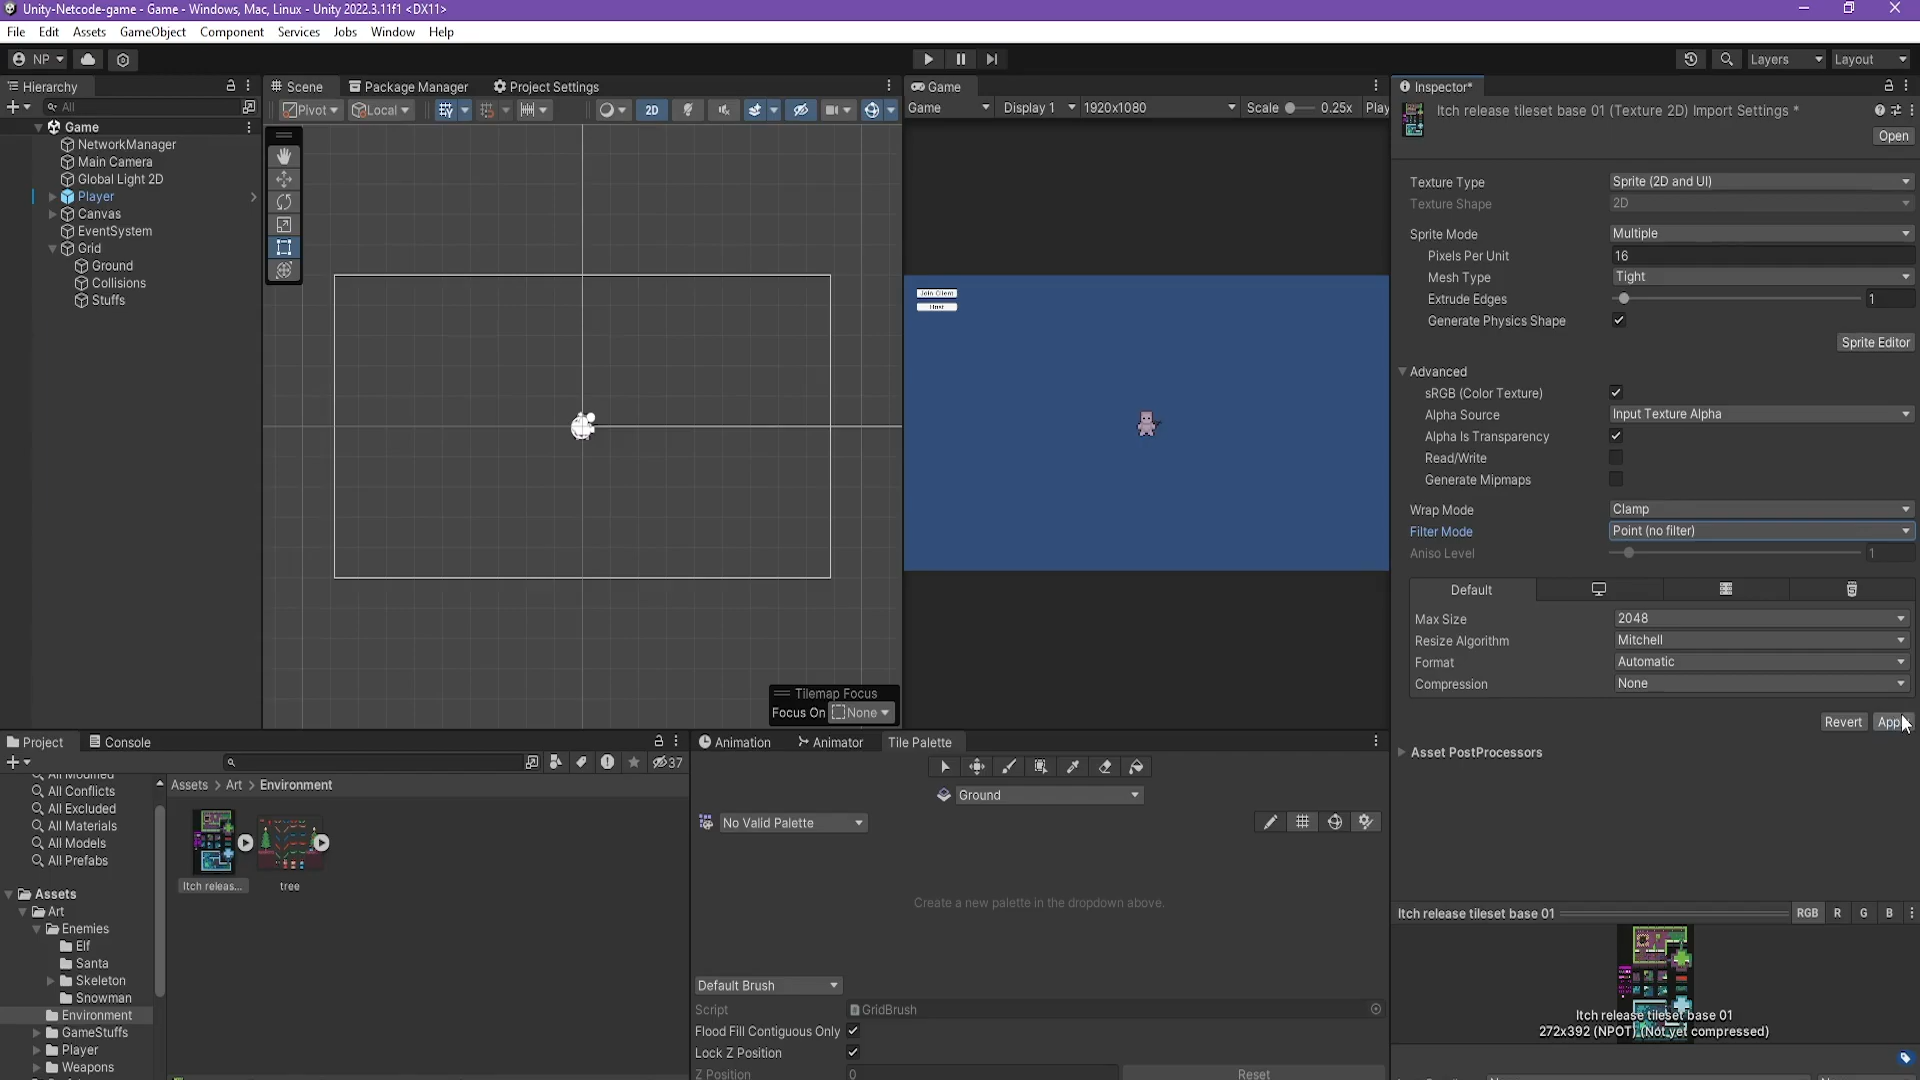 Unity-Netcode-game - Game - Windows, Mac, Linux - Unity 2022.3.11f1 <DX11>
File Edit Assets GameObject Component Services Jobs Window Help
NP
Layers Layout
Hierarchy
All
Game
NetworkManager
Main Camera
Global Light 2D
Player
Canvas
EventSystem
Grid
Ground
Collisions
Stuffs
Scene Package Manager Project Settings
Pivot Local 2D
Tilemap Focus
Focus On None
Game
Game Display 1 1920x1080 Scale 0.25x Play
Join Client
Host
Inspector*
Itch release tileset base 01 (Texture 2D) Import Settings *
Open
Texture Type Sprite (2D and UI)
Texture Shape 2D
Sprite Mode Multiple
Pixels Per Unit 16
Mesh Type Tight
Extrude Edges 1
Generate Physics Shape
Sprite Editor
Advanced
sRGB (Color Texture)
Alpha Source Input Texture Alpha
Alpha Is Transparency
Read/Write
Generate Mipmaps
Wrap Mode Clamp
Filter Mode Point (no filter)
Aniso Level 1
Default
Max Size 2048
Resize Algorithm Mitchell
Format Automatic
Compression None
Revert App
Asset PostProcessors
Itch release tileset base 01 RGB R G B
Itch release tileset base 01
272x392 (NPOT) (Not yet compressed)
Project Console
37
All Modified
All Conflicts
All Excluded
All Materials
All Models
All Prefabs
Assets
Art
Enemies
Elf
Santa
Skeleton
Snowman
Environment
GameStuffs
Player
Weapons
Assets > Art > Environment
Itch releas... tree
Animation Animator Tile Palette
Ground
No Valid Palette
Create a new palette in the dropdown above.
Default Brush
Script GridBrush
Flood Fill Contiguous Only
Lock Z Position
Z Position 0 Reset